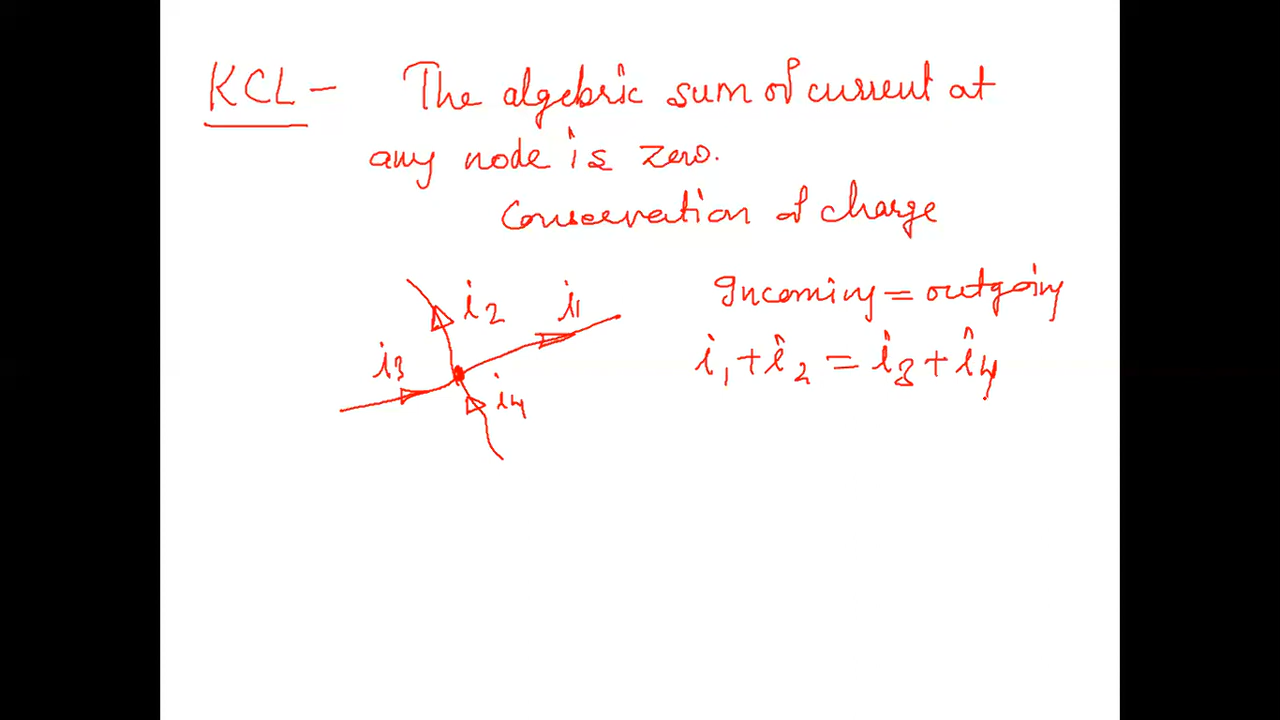 KCL – The algebric sum of current at
any node is zero.
Conservation of charge
Incoming = outgoing
i₁ + i₂ = i₃ + i₄
i2
i1
i3
i4